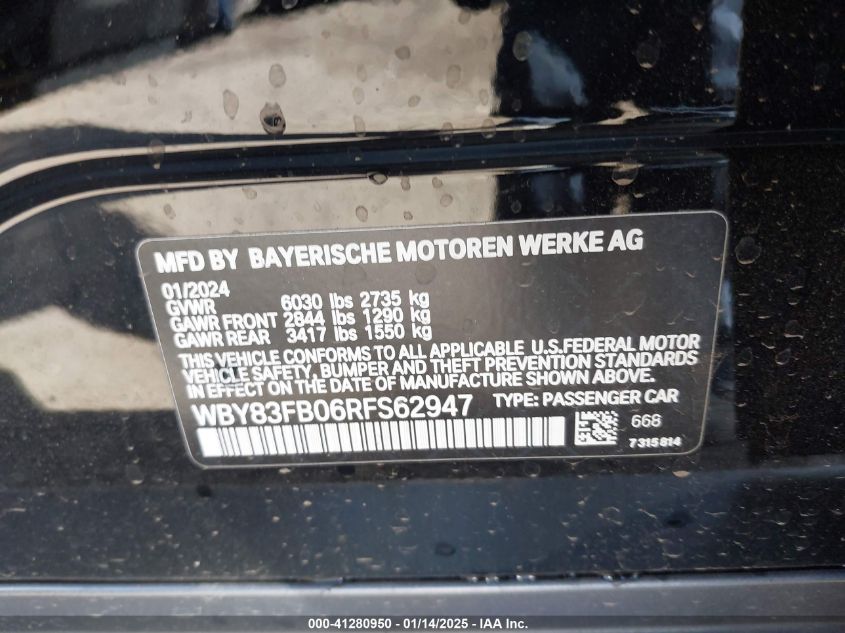 MFD BY BAYERISCHE MOTOREN WERKE AG
01/2024
GVWR 6030 lbs 2735 kg
GAWR FRONT 2844 lbs 1290 kg
GAWR REAR 3417 lbs 1550 kg
THIS VEHICLE CONFORMS TO ALL APPLICABLE U.S.FEDERAL MOTOR
VEHICLE SAFETY, BUMPER AND THEFT PREVENTION STANDARDS
IN EFFECT ON THE DATE OF MANUFACTURE SHOWN ABOVE.
WBY83FB06RFS62947 TYPE: PASSENGER CAR
668
7315814
000-41280950 - 01/14/2025 - IAA Inc.